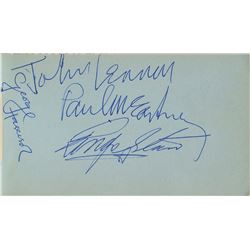 John Lennon
Paul McCartney
Ringo Starr
George Harrison